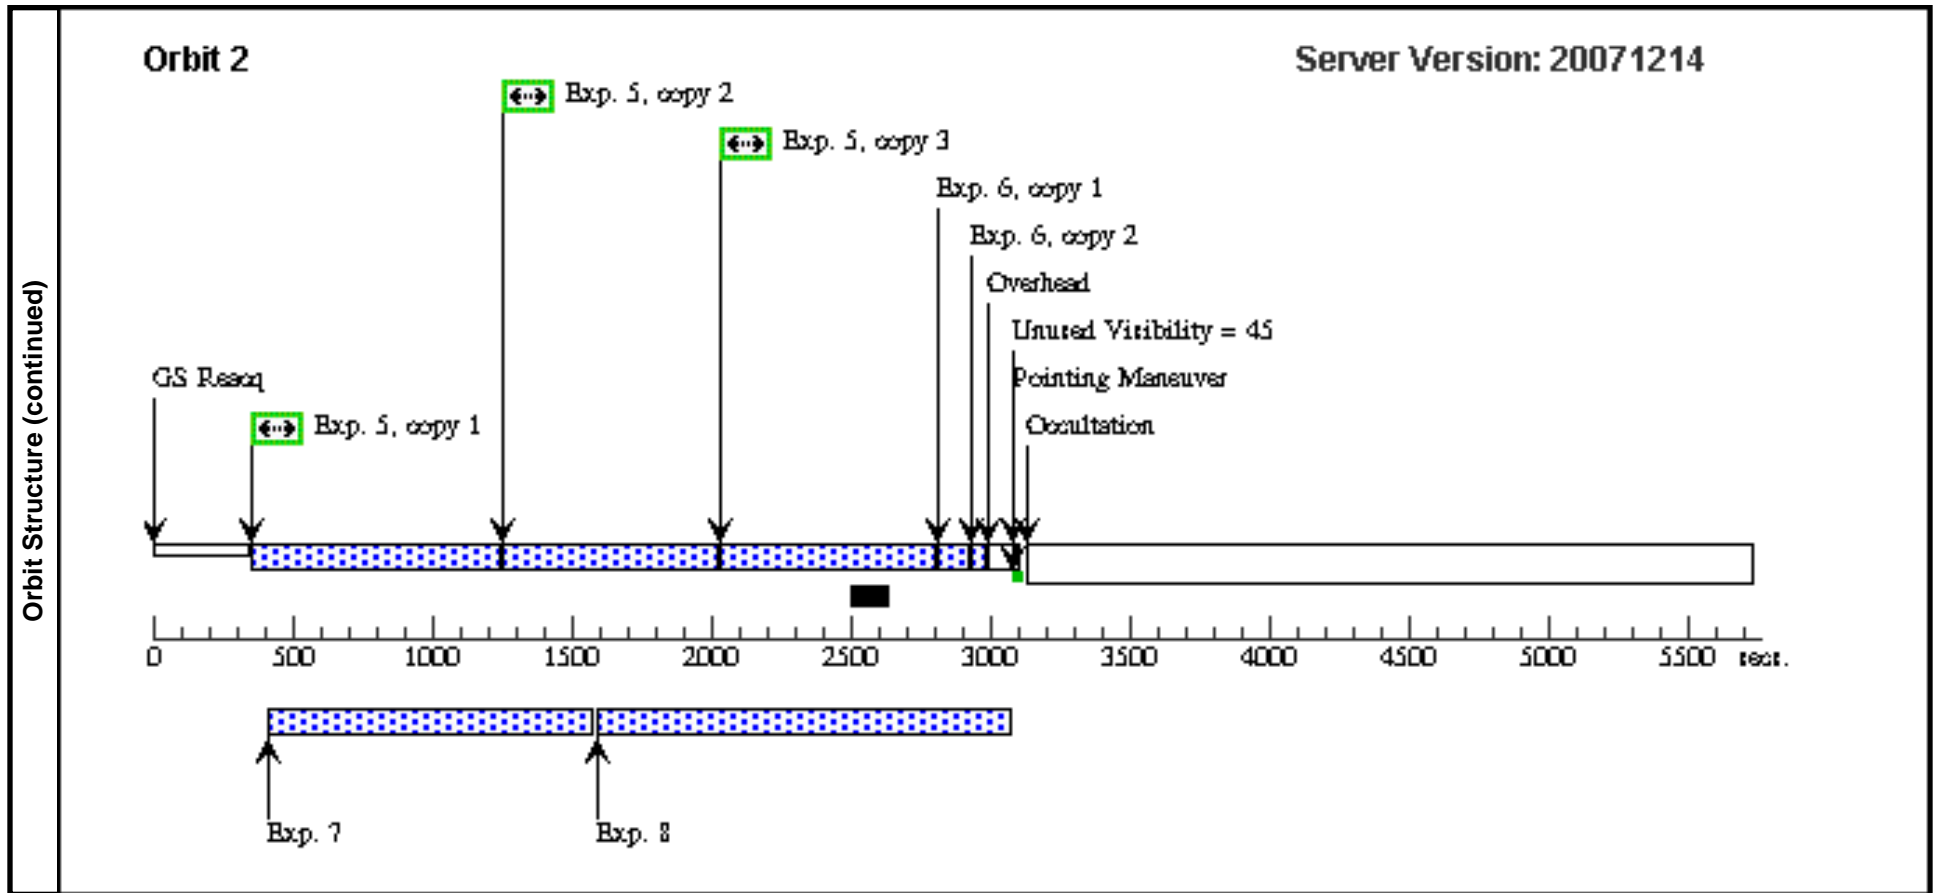 Orbit Structure (continued)
Orbit 2
Server Version: 20071214
Exp. 5, copy 2
Exp. 5, copy 3
Exp. 6, copy 1
Exp. 6, copy 2
Overhead
Unused Visibility = 45
GS Reacq
Pointing Maneuver
Exp. 5, copy 1
Occultation
0 500 1000 1500 2000 2500 3000 3500 4000 4500 5000 5500 secs.
Exp. 7
Exp. 8